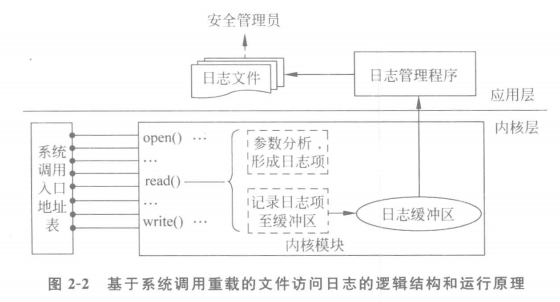 安全管理员
日志文件
日志管理程序
应用层
内核层
系统
调用
入口
地址
表
open() …
…
read()
…
write() …
参数分析，
形成日志项
记录日志项
至缓冲区
日志缓冲区
内核模块
图 2-2 基于系统调用重载的文件访问日志的逻辑结构和运行原理